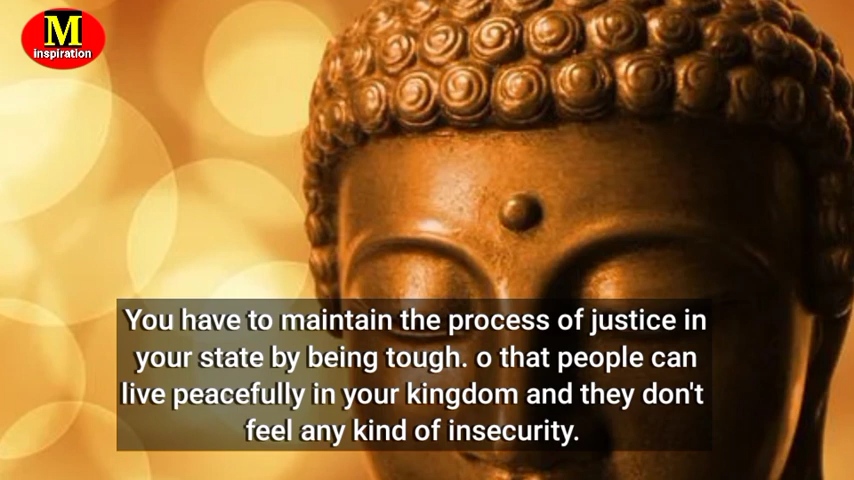 M
inspiration
You have to maintain the process of justice in
your state by being tough. o that people can
live peacefully in your kingdom and they don't
feel any kind of insecurity.